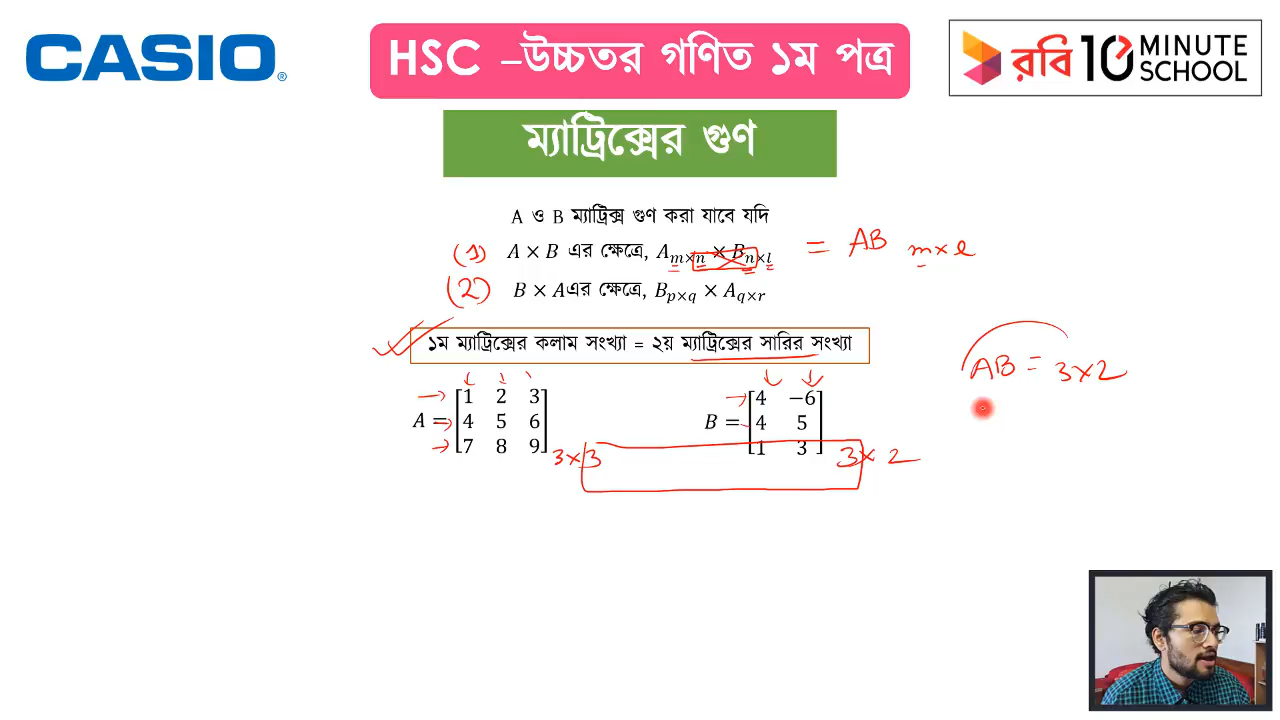 CASIO
HSC –উচ্চতর গণিত ১ম পত্র
রবি 10 MINUTE SCHOOL
ম্যাট্রিক্সের গুণ
A ও B ম্যাট্রিক্স গুণ করা যাবে যদি
(1) A × B এর ক্ষেত্রে, Aₘ×ₙ × Bₙ×ₗ = AB m×l
(2) B × A এর ক্ষেত্রে, B_{p×q} × A_{q×r}
১ম ম্যাট্রিক্সের কলাম সংখ্যা = ২য় ম্যাট্রিক্সের সারির সংখ্যা
AB = 3×2
1 2 3 4 −6
A = 4 5 6 B = 4 5
7 8 9 1 3
3×3 3×2